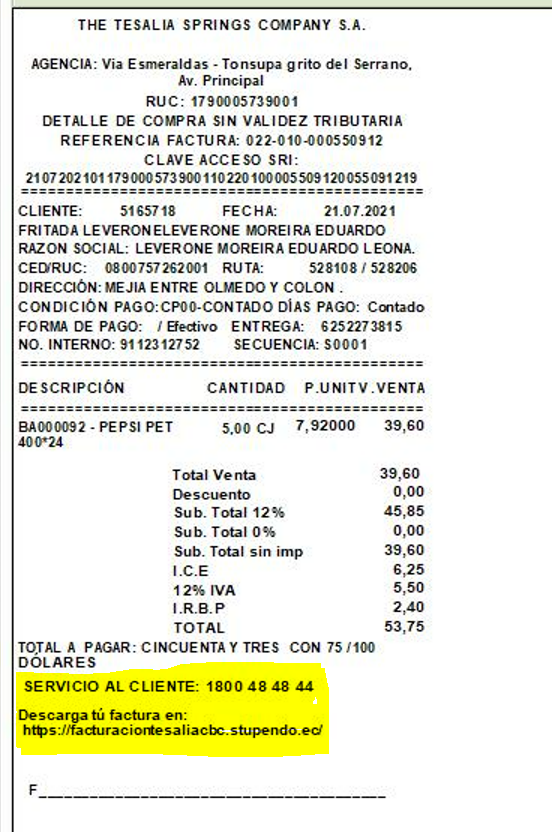 THE TESALIA SPRINGS COMPANY S.A.
AGENCIA: Via Esmeraldas - Tonsupa grito del Serrano,
Av. Principal
RUC: 1790005739001
DETALLE DE COMPRA SIN VALIDEZ TRIBUTARIA
REFERENCIA FACTURA: 022-010-000550912
CLAVE ACCESO SRI:
2107202101179000573900110220100005509120055091219
================================================
CLIENTE: 5165718 FECHA: 21.07.2021
FRITADA LEVERONELEVERONE MOREIRA EDUARDO
RAZON SOCIAL: LEVERONE MOREIRA EDUARDO LEONA.
CED/RUC: 0800757262001 RUTA: 528108 / 528206
DIRECCIÓN: MEJIA ENTRE OLMEDO Y COLON .
CONDICIÓN PAGO:CP00-CONTADO DÍAS PAGO: Contado
FORMA DE PAGO: / Efectivo ENTREGA: 6252273815
NO. INTERNO: 9112312752 SECUENCIA: S0001
================================================
DESCRIPCIÓN CANTIDAD P.UNITV.VENTA
================================================
BA000092 - PEPSI PET 5,00 CJ 7,92000 39,60
400*24
Total Venta 39,60
Descuento 0,00
Sub. Total 12% 45,85
Sub. Total 0% 0,00
Sub. Total sin imp 39,60
I.C.E 6,25
12% IVA 5,50
I.R.B.P 2,40
TOTAL 53,75
TOTAL A PAGAR: CINCUENTA Y TRES CON 75 /100
DÓLARES
SERVICIO AL CLIENTE: 1800 48 48 44
Descarga tú factura en:
https://facturaciontesaliacbc.stupendo.ec/
F________________________________